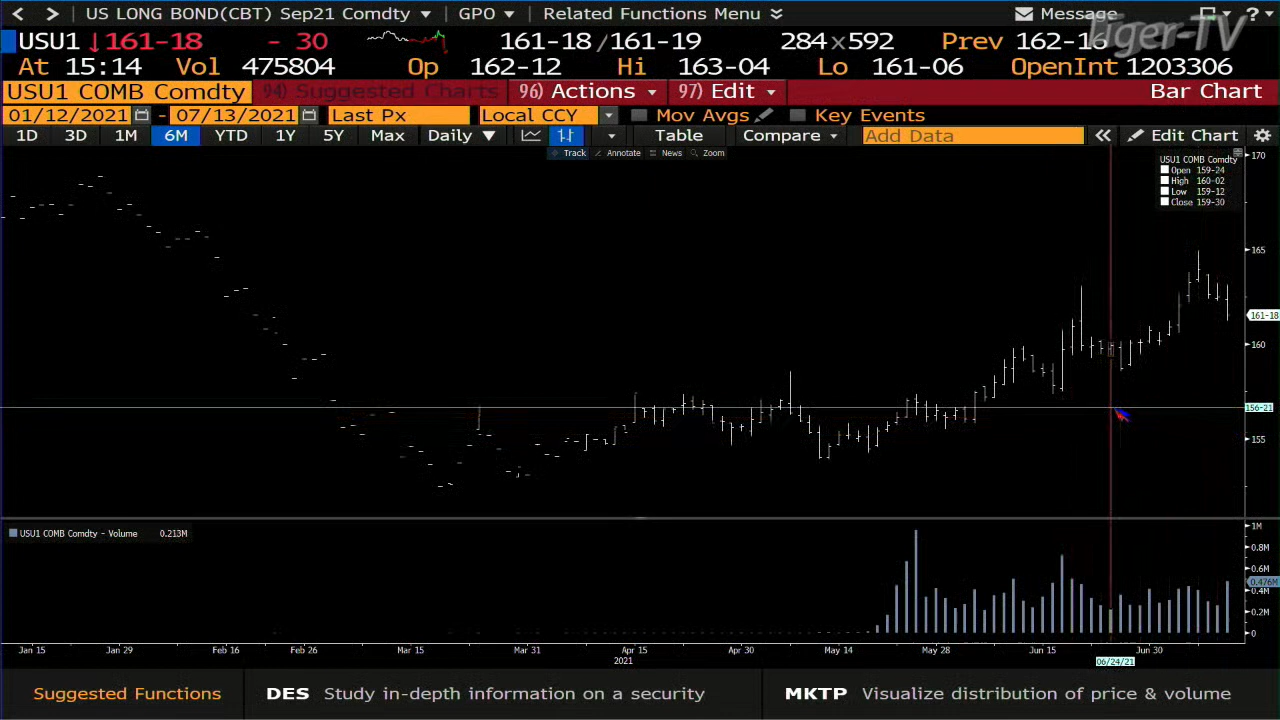 < > US LONG BOND(CBT) Sep21 Comdty GPO Related Functions Menu Message ?
USU1 ↓161-18 - 30 161-18/161-19 284x592 Prev 162-16
At 15:14 Vol 475804 Op 162-12 Hi 163-04 Lo 161-06 OpenInt 1203306
Tiger-TV
USU1 COMB Comdty 94) Suggested Charts 96) Actions 97) Edit Bar Chart
01/12/2021 - 07/13/2021 Last Px Local CCY Mov Avgs Key Events
1D 3D 1M 6M YTD 1Y 5Y Max Daily Table Compare Add Data « Edit Chart
Track Annotate News Zoom
USU1 COMB Comdty
Open 159-24
High 160-02
Low 159-12
Close 159-30
170
165
161-18
160
156-21
155
USU1 COMB Comdty - Volume 0.213M
1M
0.8M
0.6M
0.476M
0.4M
0.2M
0
Jan 15 Jan 29 Feb 16 Feb 26 Mar 15 Mar 31 Apr 15 Apr 30 May 14 May 28 Jun 15 Jun 30
2021 06/24/21
Suggested Functions DES Study in-depth information on a security MKTP Visualize distribution of price & volume